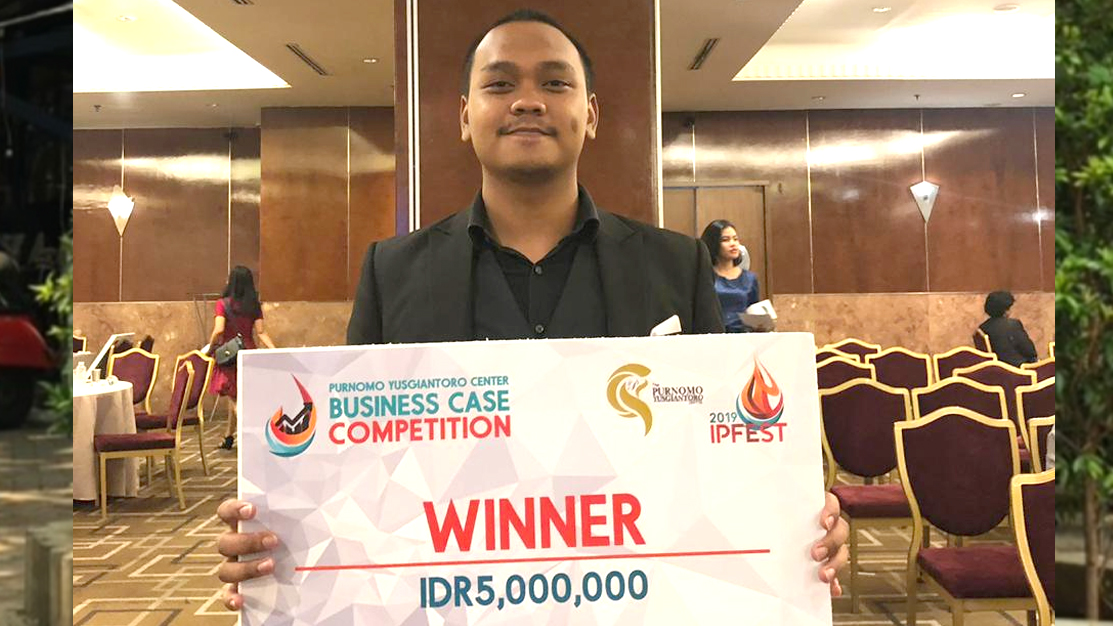 PURNOMO YUSGIANTORO CENTER
BUSINESS CASE
COMPETITION
The
PURNOMO
YUSGIANTORO
2019
IPFEST
WINNER
IDR5,000,000